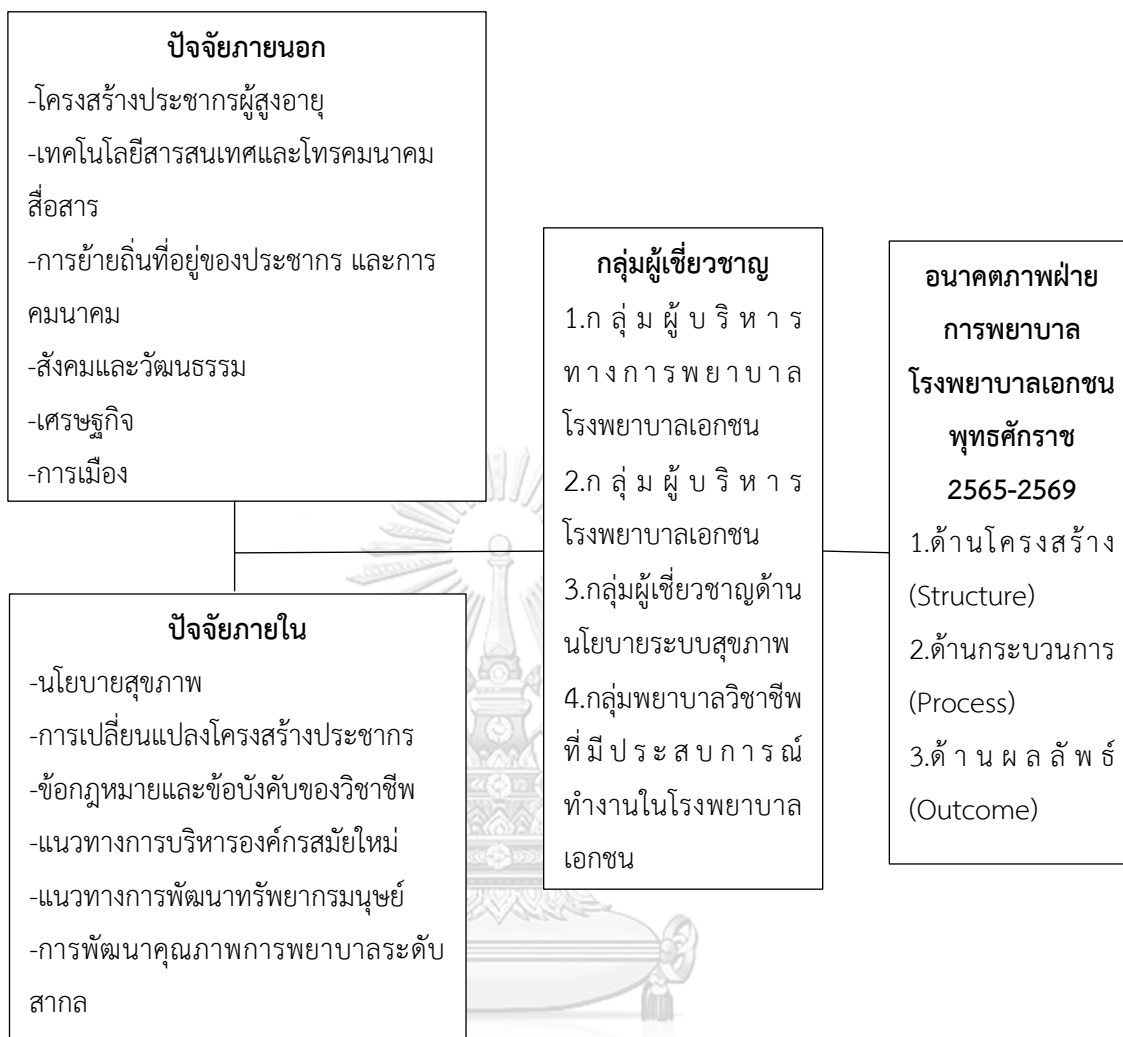 ปัจจัยภายนอก
-โครงสร้างประชากรผู้สูงอายุ
-เทคโนโลยีสารสนเทศและโทรคมนาคม
สื่อสาร
-การย้ายถิ่นที่อยู่ของประชากร และการ
คมนาคม
-สังคมและวัฒนธรรม
-เศรษฐกิจ
-การเมือง
ปัจจัยภายใน
-นโยบายสุขภาพ
-การเปลี่ยนแปลงโครงสร้างประชากร
-ข้อกฎหมายและข้อบังคับของวิชาชีพ
-แนวทางการบริหารองค์กรสมัยใหม่
-แนวทางการพัฒนาทรัพยากรมนุษย์
-การพัฒนาคุณภาพการพยาบาลระดับ
สากล
กลุ่มผู้เชี่ยวชาญ
1.กลุ่มผู้บริหาร
ทางการพยาบาล
โรงพยาบาลเอกชน
2.กลุ่มผู้บริหาร
โรงพยาบาลเอกชน
3.กลุ่มผู้เชี่ยวชาญด้าน
นโยบายระบบสุขภาพ
4.กลุ่มพยาบาลวิชาชีพ
ที่มีประสบการณ์
ทำงานในโรงพยาบาล
เอกชน
อนาคตภาพฝ่าย
การพยาบาล
โรงพยาบาลเอกชน
พุทธศักราช
2565-2569
1.ด้านโครงสร้าง
(Structure)
2.ด้านกระบวนการ
(Process)
3.ด้านผลลัพธ์
(Outcome)